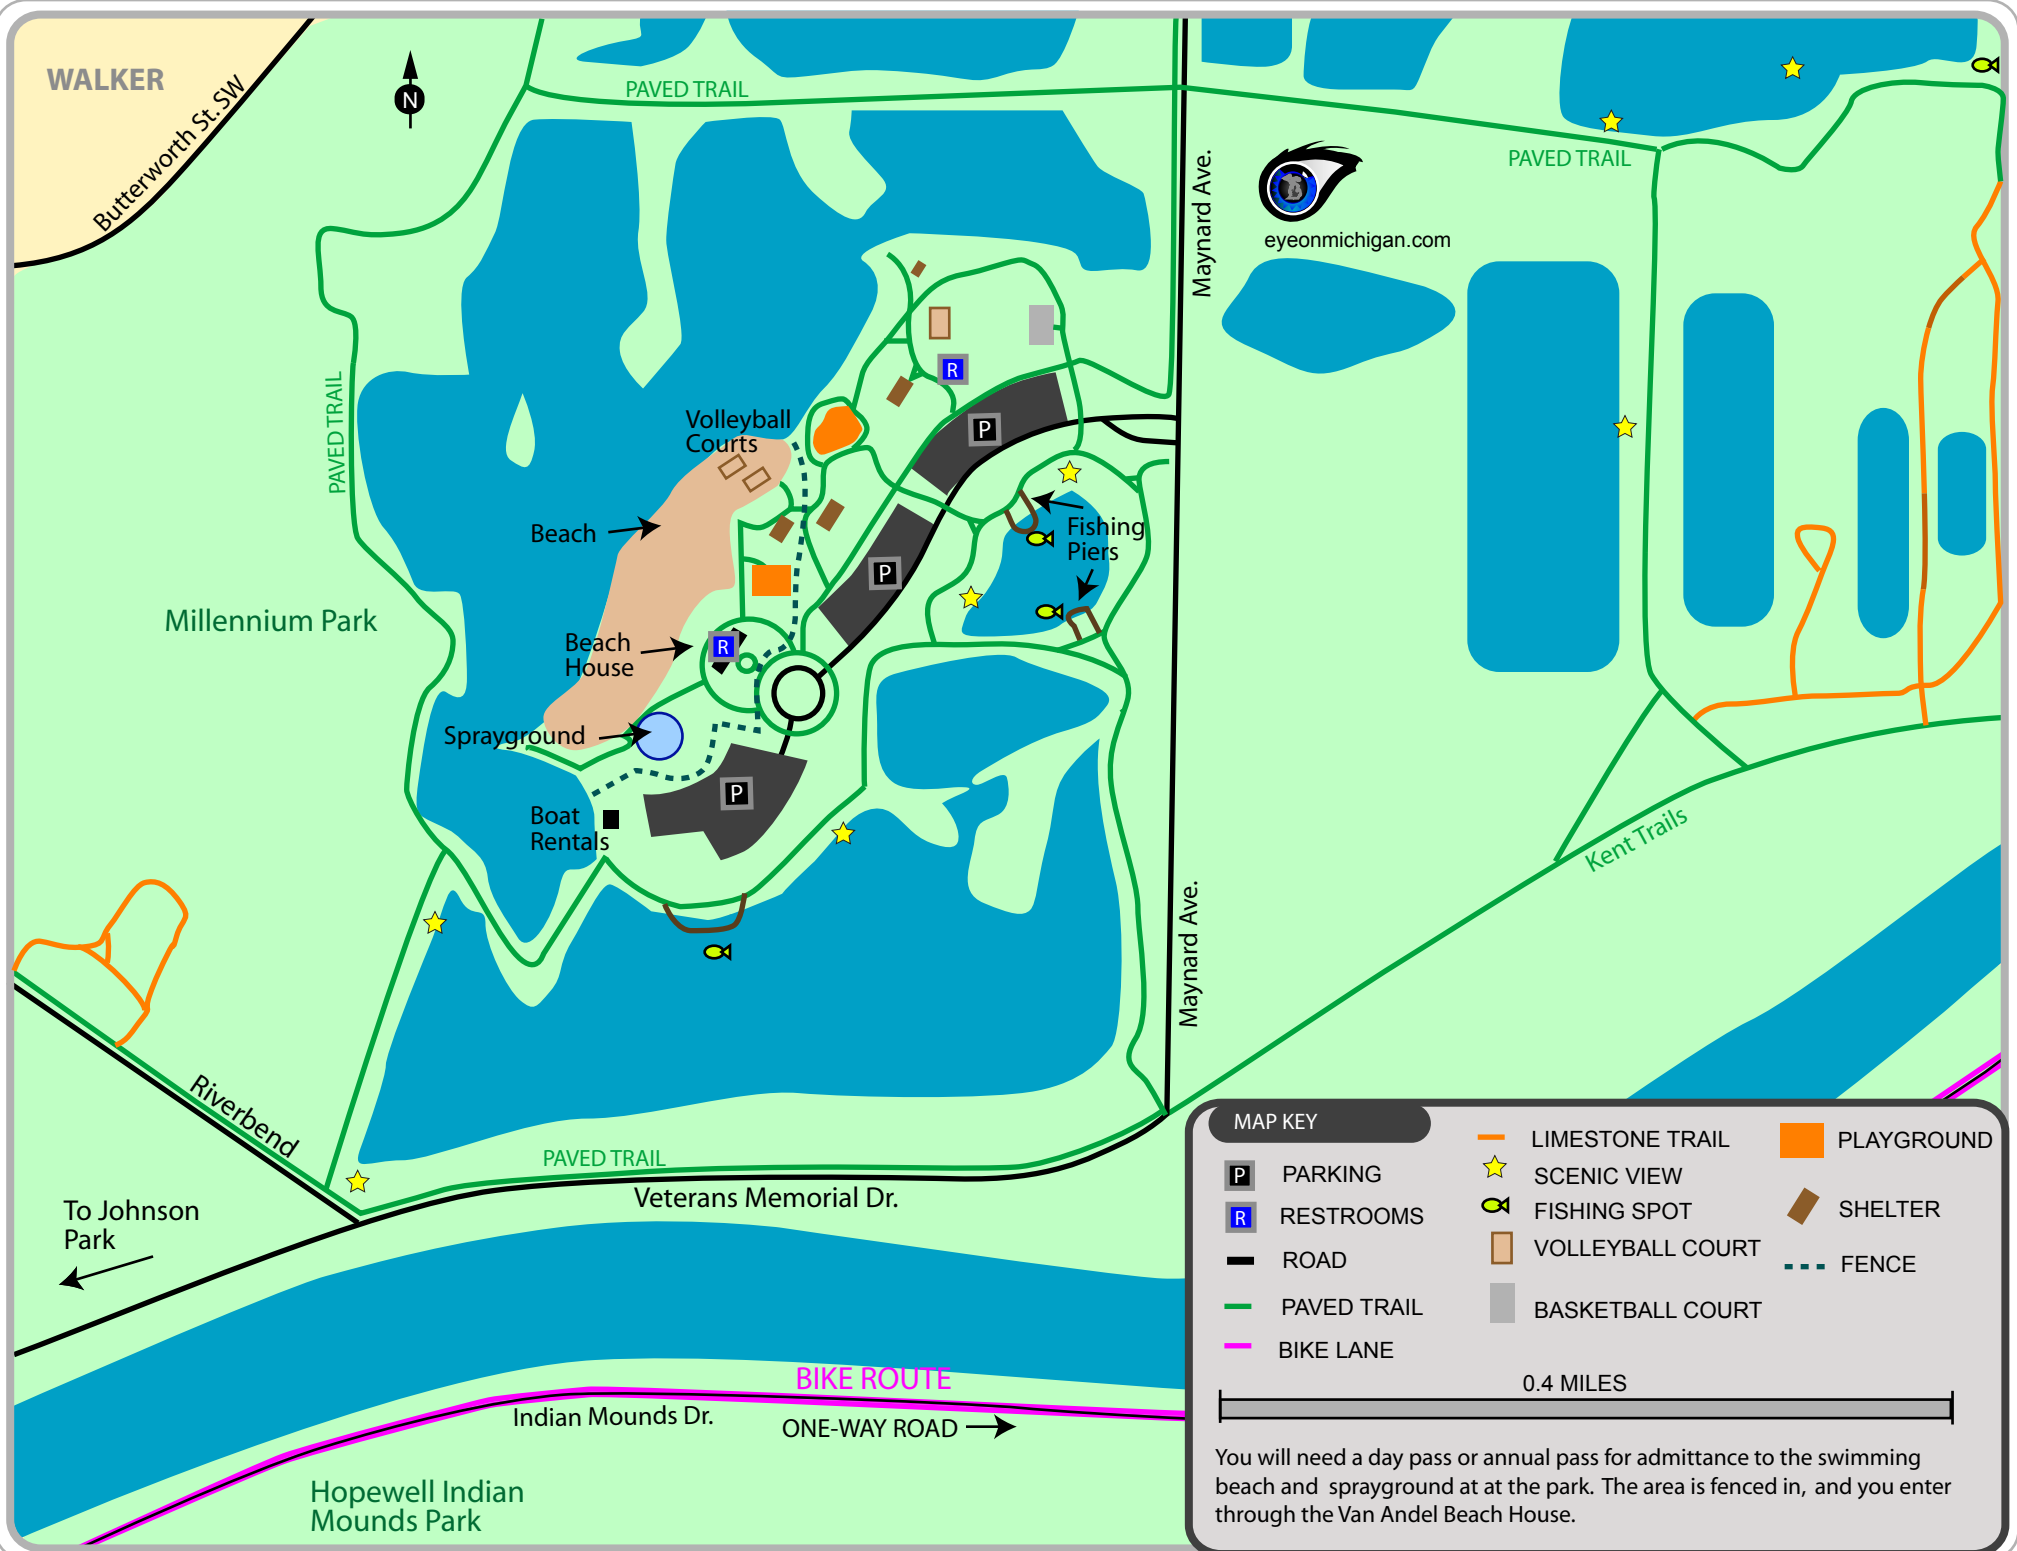 WALKER
Butterworth St. SW
N
PAVED TRAIL
Maynard Ave.
eyeonmichigan.com
PAVED TRAIL
PAVED TRAIL
Volleyball
Courts
R
P
Beach
Fishing
Piers
P
Millennium Park
Beach
House
R
Sprayground
P
Boat
Rentals
Kent Trails
Maynard Ave.
Riverbend
PAVED TRAIL
Veterans Memorial Dr.
To Johnson
Park
BIKE ROUTE
Indian Mounds Dr.
ONE-WAY ROAD
Hopewell Indian
Mounds Park
MAP KEY
P PARKING
R RESTROOMS
ROAD
PAVED TRAIL
BIKE LANE
LIMESTONE TRAIL
SCENIC VIEW
FISHING SPOT
VOLLEYBALL COURT
BASKETBALL COURT
PLAYGROUND
SHELTER
FENCE
0.4 MILES
You will need a day pass or annual pass for admittance to the swimming
beach and sprayground at at the park. The area is fenced in, and you enter
through the Van Andel Beach House.